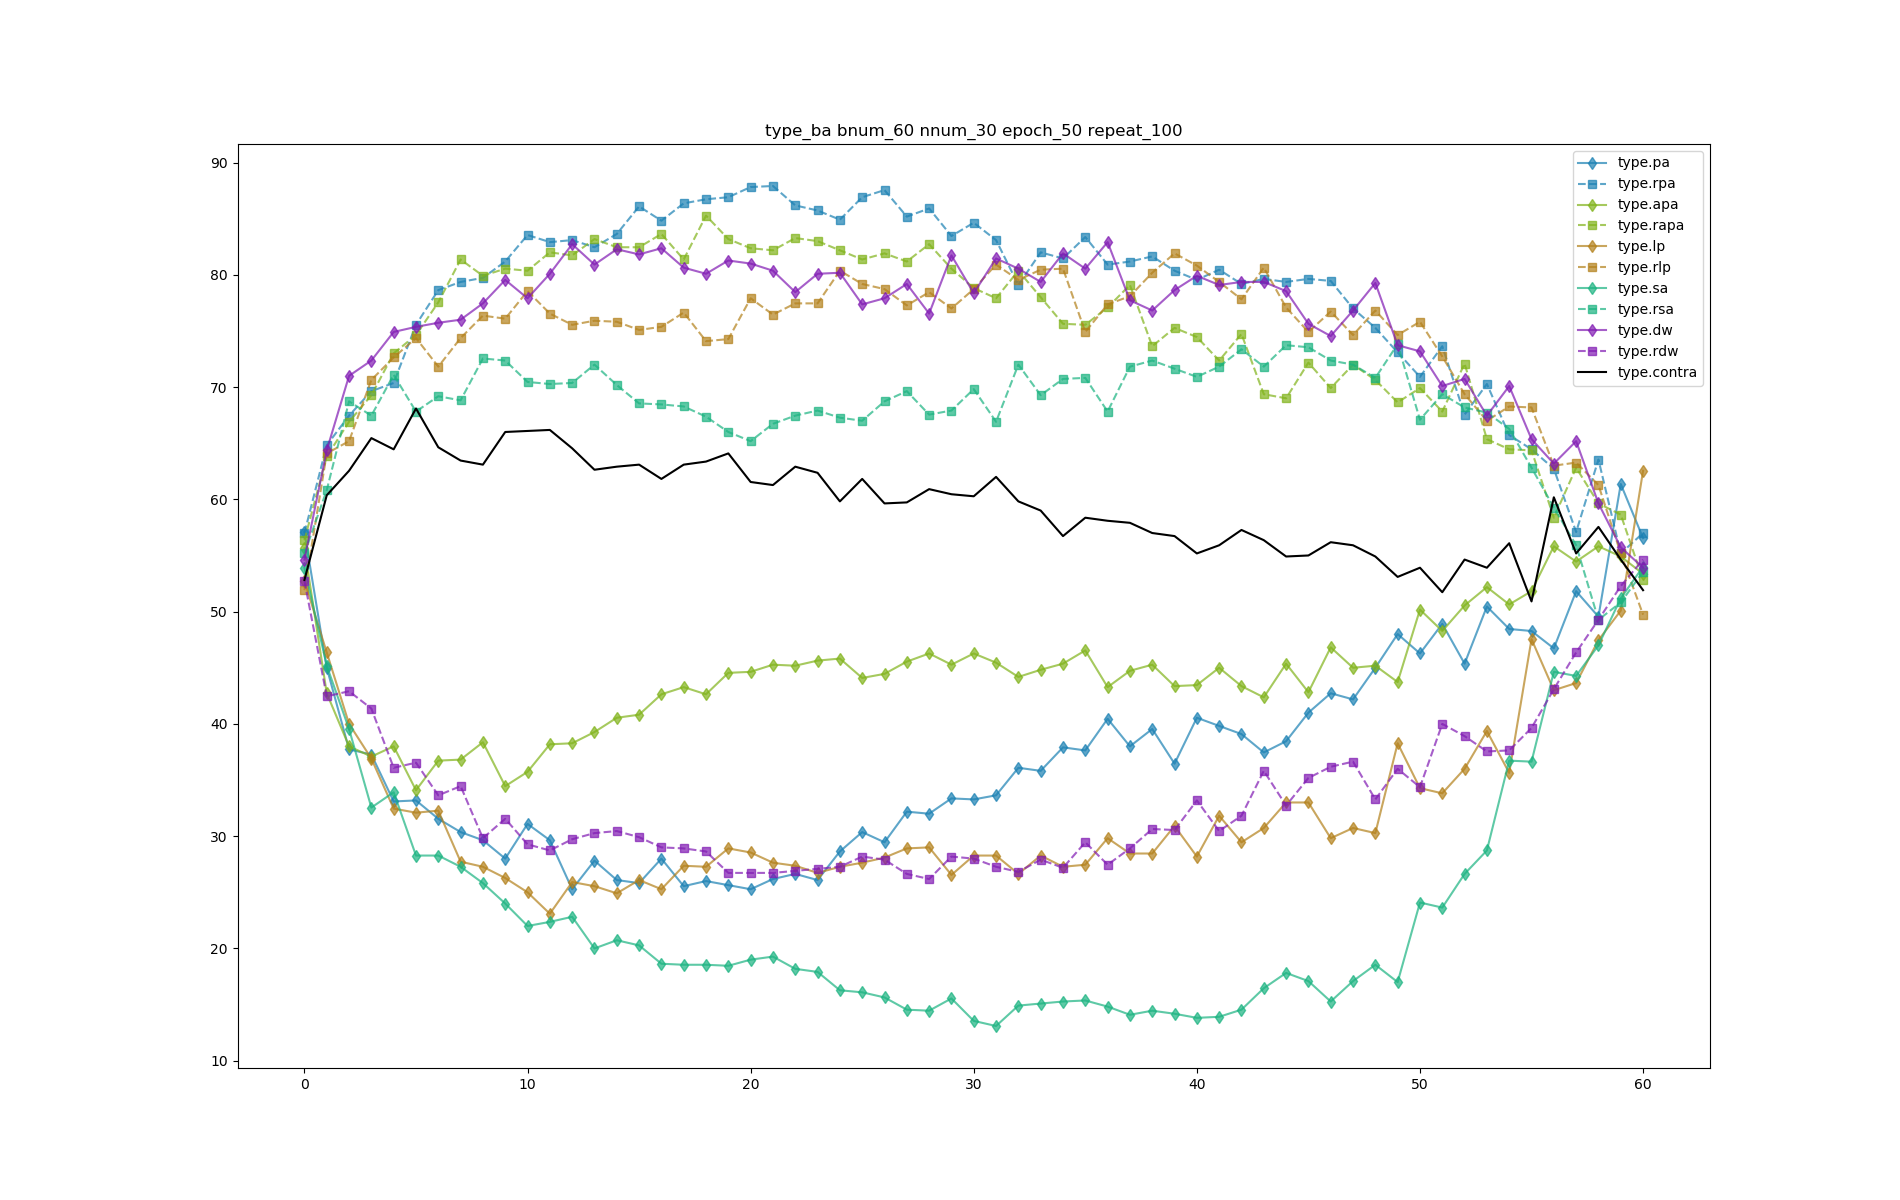 type_ba bnum_60 nnum_30 epoch_50 repeat_100
90
80
70
60
50
40
30
20
10
0 10 20 30 40 50 60
type.pa
type.rpa
type.apa
type.rapa
type.lp
type.rlp
type.sa
type.rsa
type.dw
type.rdw
type.contra